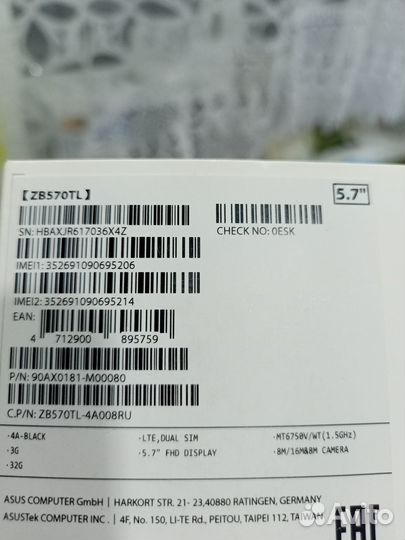 【ZB570TL】
5.7"
SN: HBAXJR617036X4Z
CHECK NO: 0ESK
IMEI1: 352691090695206
IMEI2: 352691090695214
EAN:
4 712900 895759
P/N: 90AX0181-M00080
C.P/N: ZB570TL-4A008RU
·4A-BLACK ·LTE,DUAL SIM ·MT6750V/WT(1.5GHz)
·3G ·5.7" FHD DISPLAY ·8M/16M&8M CAMERA
·32G
ASUS COMPUTER GmbH | HARKORT STR. 21- 23,40880 RATINGEN, GERMANY
ASUSTek COMPUTER INC. | 4F, No. 150, LI-TE Rd., PEITOU, TAIPEI 112, TAIWAN
EAC
Avito